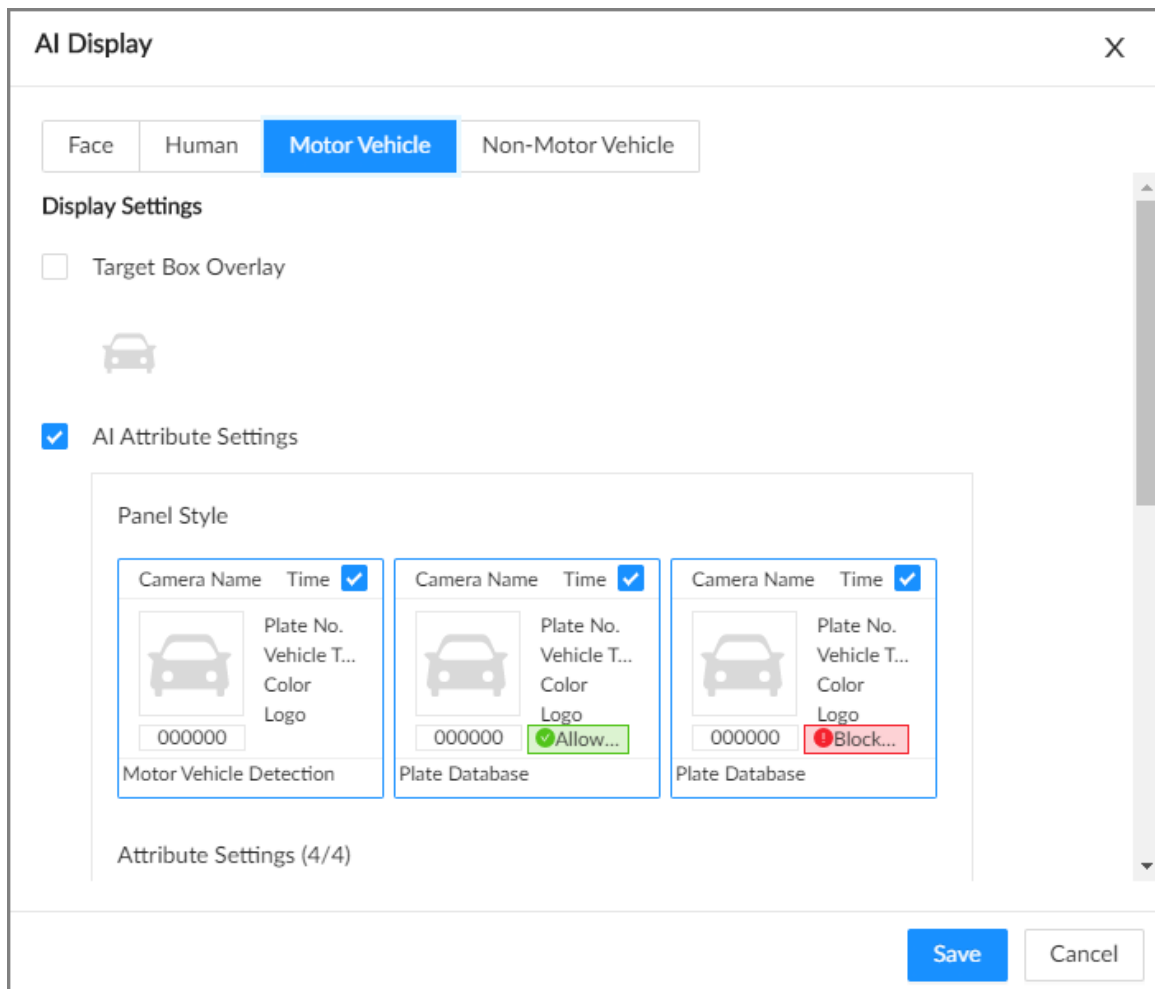 AI Display X
Face Human Motor Vehicle Non-Motor Vehicle
Display Settings
Target Box Overlay
AI Attribute Settings
Panel Style
Camera Name Time Camera Name Time Camera Name Time
Plate No. Plate No. Plate No.
Vehicle T... Vehicle T... Vehicle T...
Color Color Color
Logo Logo Logo
000000 000000 Allow... 000000 Block...
Motor Vehicle Detection Plate Database Plate Database
Attribute Settings (4/4)
Save Cancel